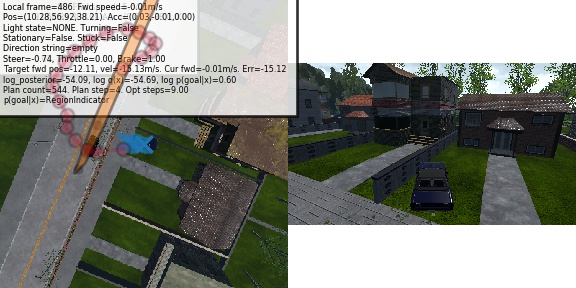 Local frame=486. Fwd speed=-0.01m/s
Pos=(10.28,56.92,38.21). Acc=(0.03,-0.01,0.00)
Light state=NONE. Turning=False.
Stationary=False. Stuck=False
Direction string=empty
Steer=-0.74, Throttle=0.00, Brake=1.00
Target fwd pos=-12.11, vel=-15.13m/s. Cur fwd=-0.01m/s. Err=-15.12
log_posterior=-54.09, log q(x)=-54.69, log p(goal|x)=0.60
Plan count=544. Plan step=4. Opt steps=9.00
p(goal|x)=RegionIndicator